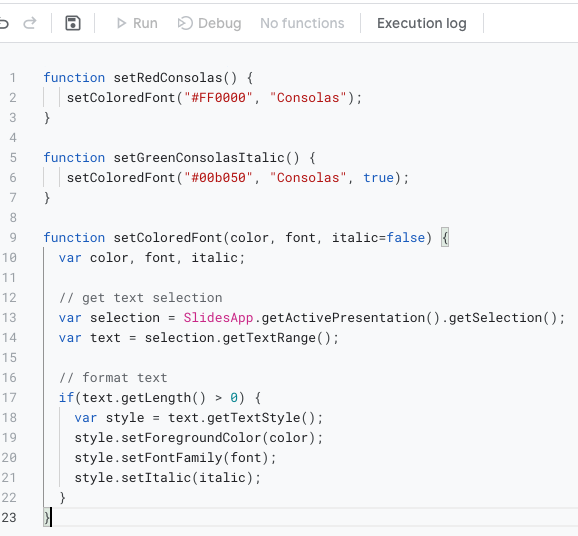 Run Debug No functions Execution log
1 function setRedConsolas() {
2 setColoredFont("#FF0000", "Consolas");
3 }
4
5 function setGreenConsolasItalic() {
6 setColoredFont("#00b050", "Consolas", true);
7 }
8
9 function setColoredFont(color, font, italic=false) {
10 var color, font, italic;
11
12 // get text selection
13 var selection = SlidesApp.getActivePresentation().getSelection();
14 var text = selection.getTextRange();
15
16 // format text
17 if(text.getLength() > 0) {
18 var style = text.getTextStyle();
19 style.setForegroundColor(color);
20 style.setFontFamily(font);
21 style.setItalic(italic);
22 }
23 }